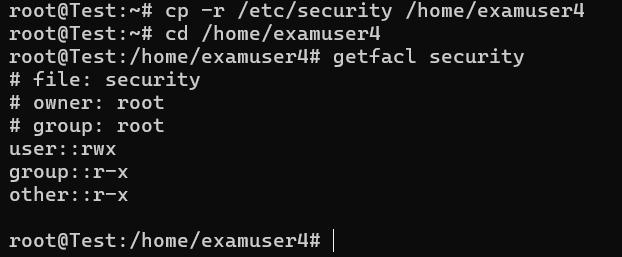 root@Test:~# cp -r /etc/security /home/examuser4
root@Test:~# cd /home/examuser4
root@Test:/home/examuser4# getfacl security
# file: security
# owner: root
# group: root
user::rwx
group::r-x
other::r-x
root@Test:/home/examuser4#